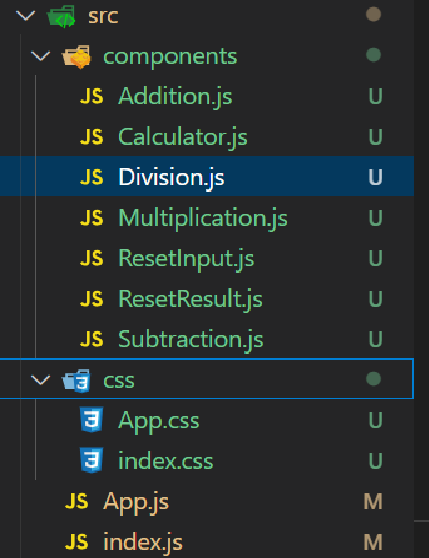 src
components
JS Addition.js U
JS Calculator.js U
JS Division.js U
JS Multiplication.js U
JS ResetInput.js U
JS ResetResult.js U
JS Subtraction.js U
css
App.css U
index.css U
JS App.js M
JS index.js M